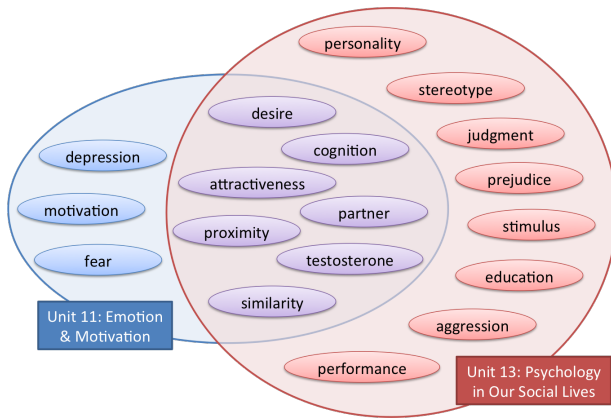 personality
stereotype
desire
judgment
cognition
depression
attractiveness
prejudice
motivation
partner
proximity
stimulus
fear
testosterone
education
similarity
Unit 11: Emotion
& Motivation
aggression
performance
Unit 13: Psychology
in Our Social Lives